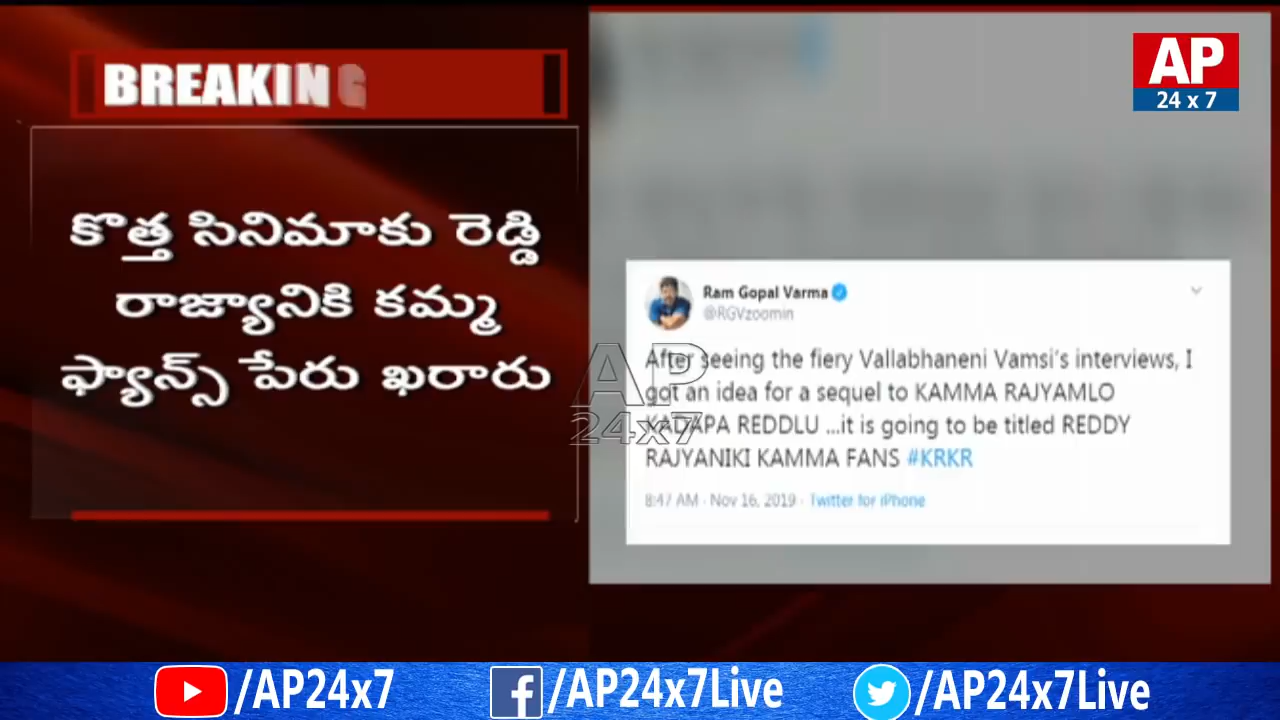 BREAKING
కొత్త సినిమాకు రెడ్డి
రాజ్యానికి కమ్మ
ఫ్యాన్స్ పేరు ఖరారు
AP
24 x 7
Ram Gopal Varma
@RGVzoomin
After seeing the fiery Vallabhaneni Vamsi's interviews, I
got an idea for a sequel to KAMMA RAJYAMLO
KADAPA REDDLU ...it is going to be titled REDDY
RAJYANIKI KAMMA FANS #KRKR
8:47 AM · Nov 16, 2019 · Twitter for iPhone
AP
24x7
/AP24x7
/AP24x7Live
/AP24x7Live